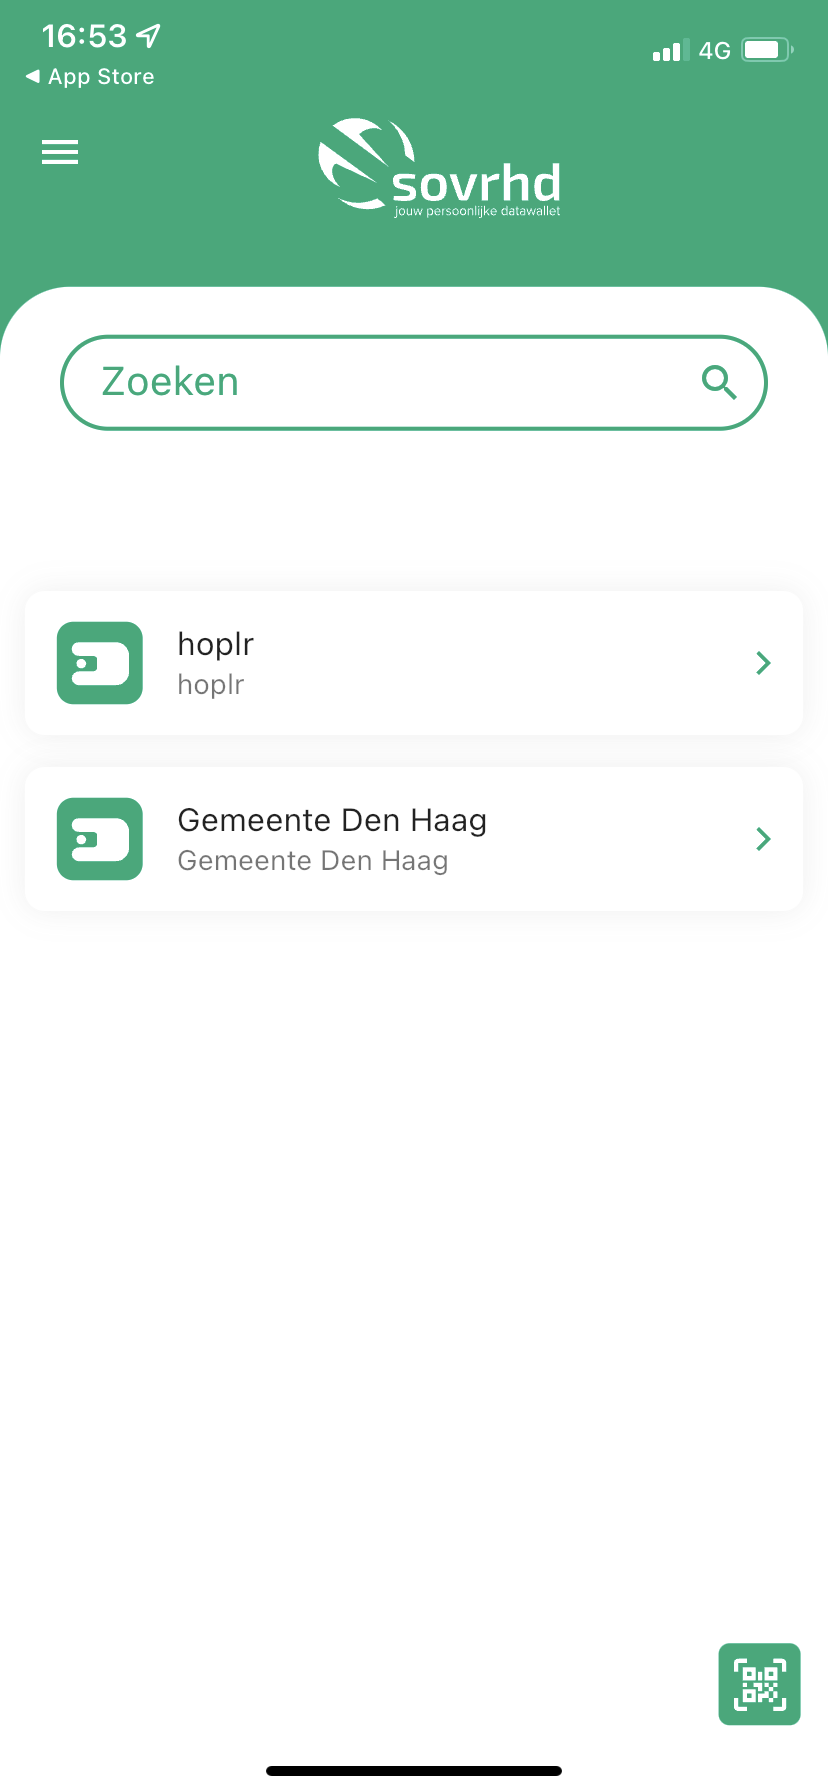 16:53
4G
◀ App Store
sovrhd
jouw persoonlijke datawallet
Zoeken
hoplr
hoplr
Gemeente Den Haag
Gemeente Den Haag